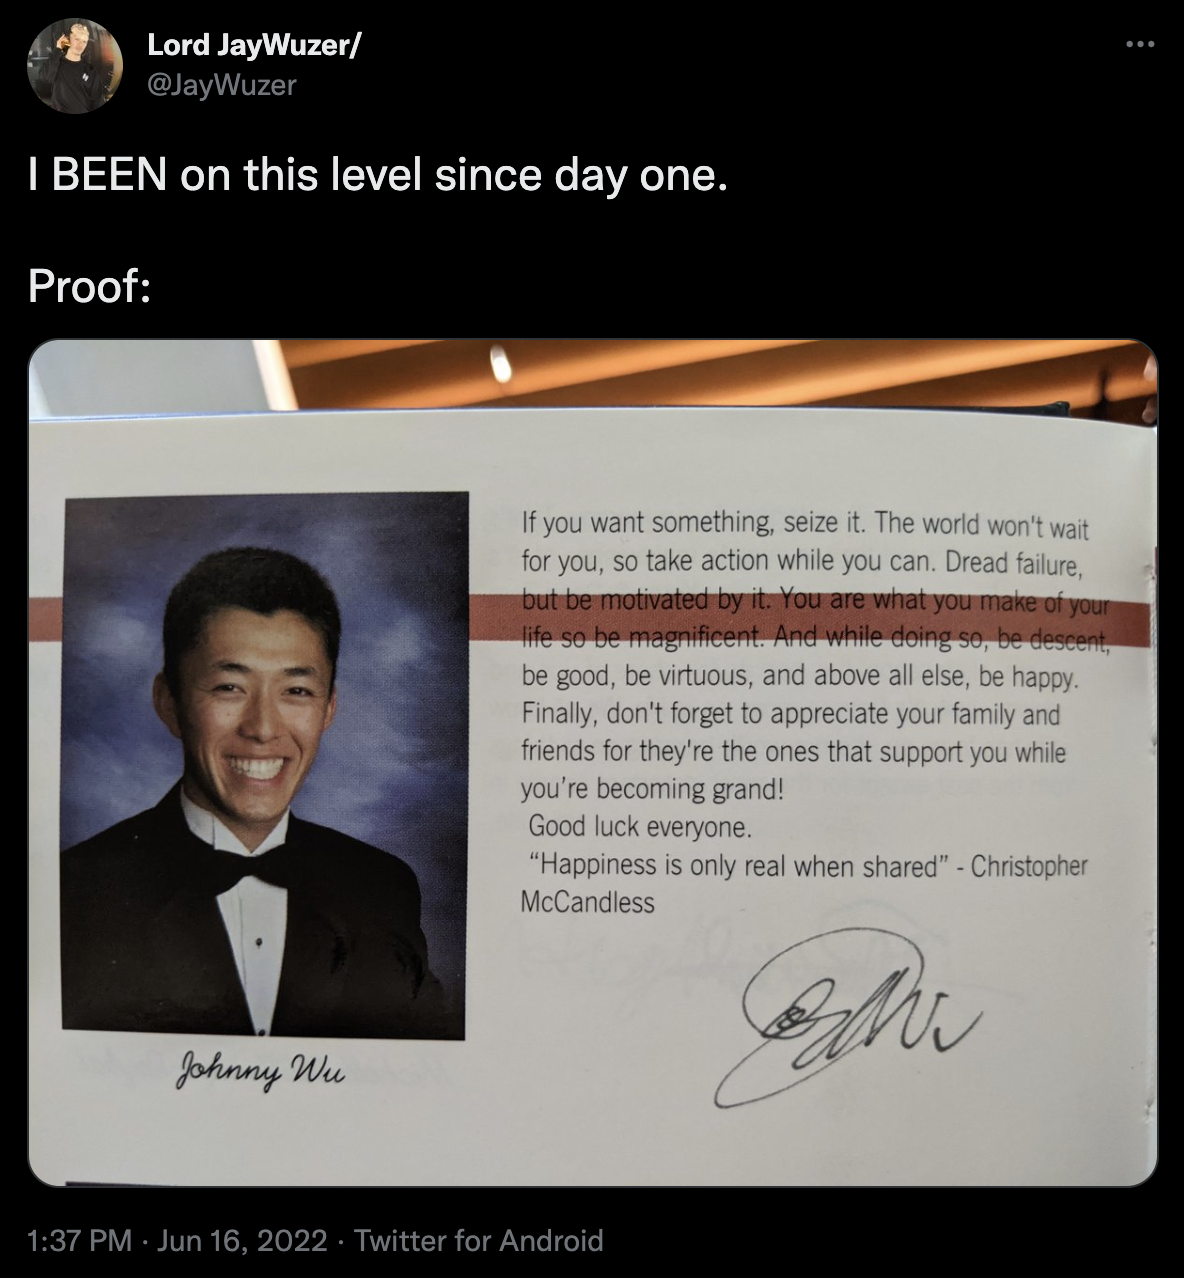 Lord JayWuzer/
@JayWuzer
I BEEN on this level since day one.
Proof:
If you want something, seize it. The world won't wait
for you, so take action while you can. Dread failure,
but be motivated by it. You are what you make of your
life so be magnificent. And while doing so, be descent,
be good, be virtuous, and above all else, be happy.
Finally, don't forget to appreciate your family and
friends for they're the ones that support you while
you're becoming grand!
Good luck everyone.
“Happiness is only real when shared” - Christopher
McCandless
Johnny Wu
1:37 PM · Jun 16, 2022 · Twitter for Android